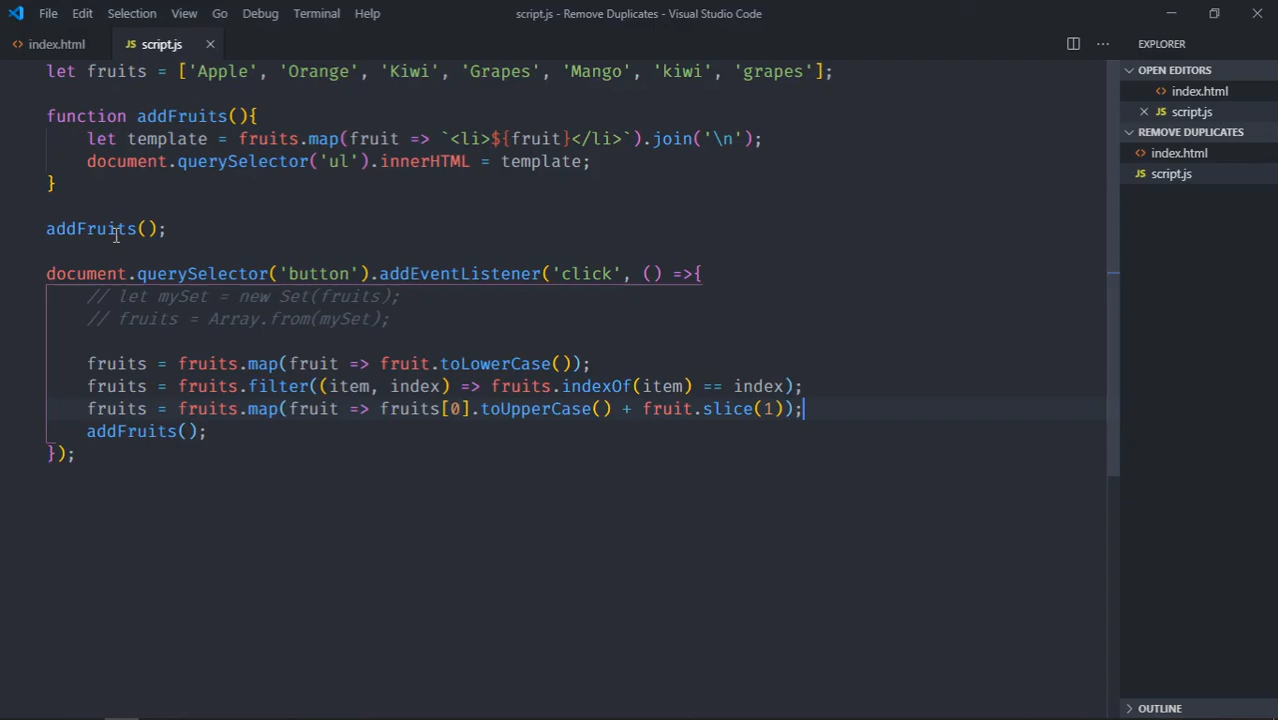 File Edit Selection View Go Debug Terminal Help script.js - Remove Duplicates - Visual Studio Code
<> index.html JS script.js × ··· EXPLORER
let fruits = ['Apple', 'Orange', 'Kiwi', 'Grapes', 'Mango', 'kiwi', 'grapes'];
function addFruits(){
let template = fruits.map(fruit => `<li>${fruit}</li>`).join('\n');
document.querySelector('ul').innerHTML = template;
}
addFruits();
document.querySelector('button').addEventListener('click', () =>{
// let mySet = new Set(fruits);
// fruits = Array.from(mySet);
fruits = fruits.map(fruit => fruit.toLowerCase());
fruits = fruits.filter((item, index) => fruits.indexOf(item) == index);
fruits = fruits.map(fruit => fruits[0].toUpperCase() + fruit.slice(1));
addFruits();
});
OPEN EDITORS
<> index.html
× JS script.js
REMOVE DUPLICATES
<> index.html
JS script.js
OUTLINE